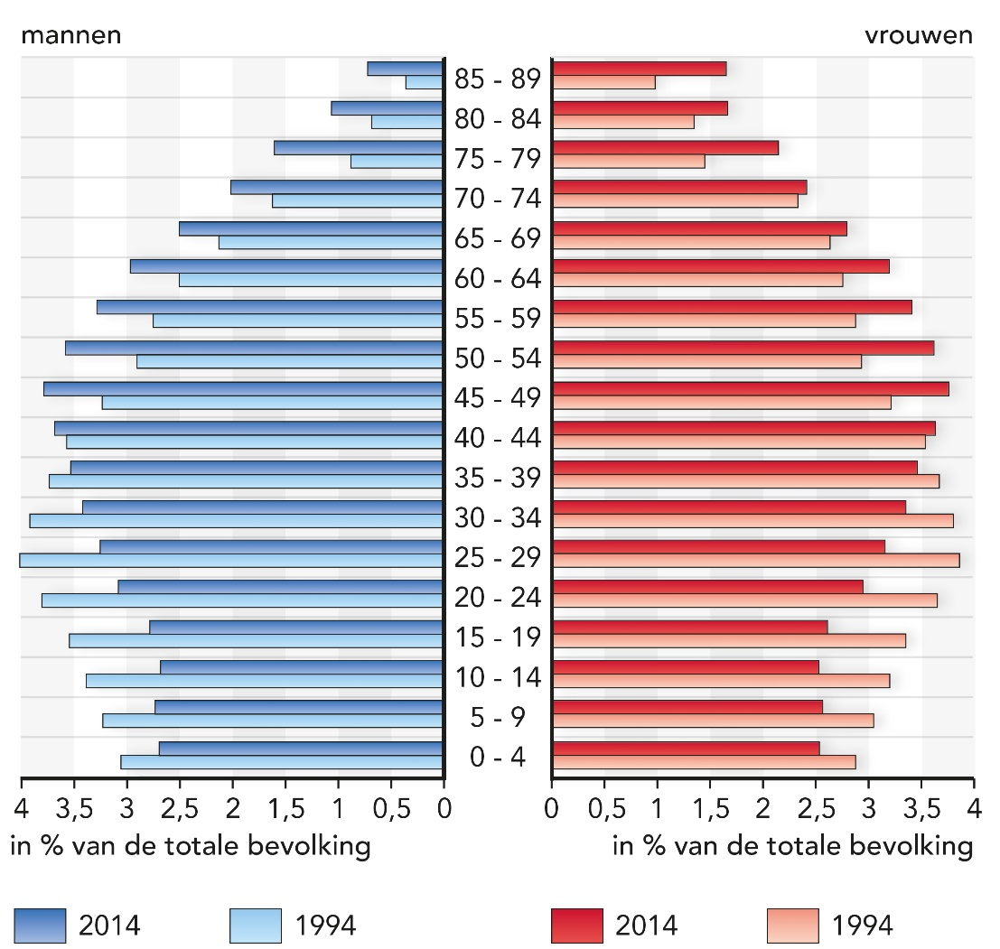 mannen vrouwen
85 - 89
80 - 84
75 - 79
70 - 74
65 - 69
60 - 64
55 - 59
50 - 54
45 - 49
40 - 44
35 - 39
30 - 34
25 - 29
20 - 24
15 - 19
10 - 14
5 - 9
0 - 4
4 3,5 3 2,5 2 1,5 1 0,5 0 0 0,5 1 1,5 2 2,5 3 3,5 4
in % van de totale bevolking in % van de totale bevolking
2014 1994 2014 1994